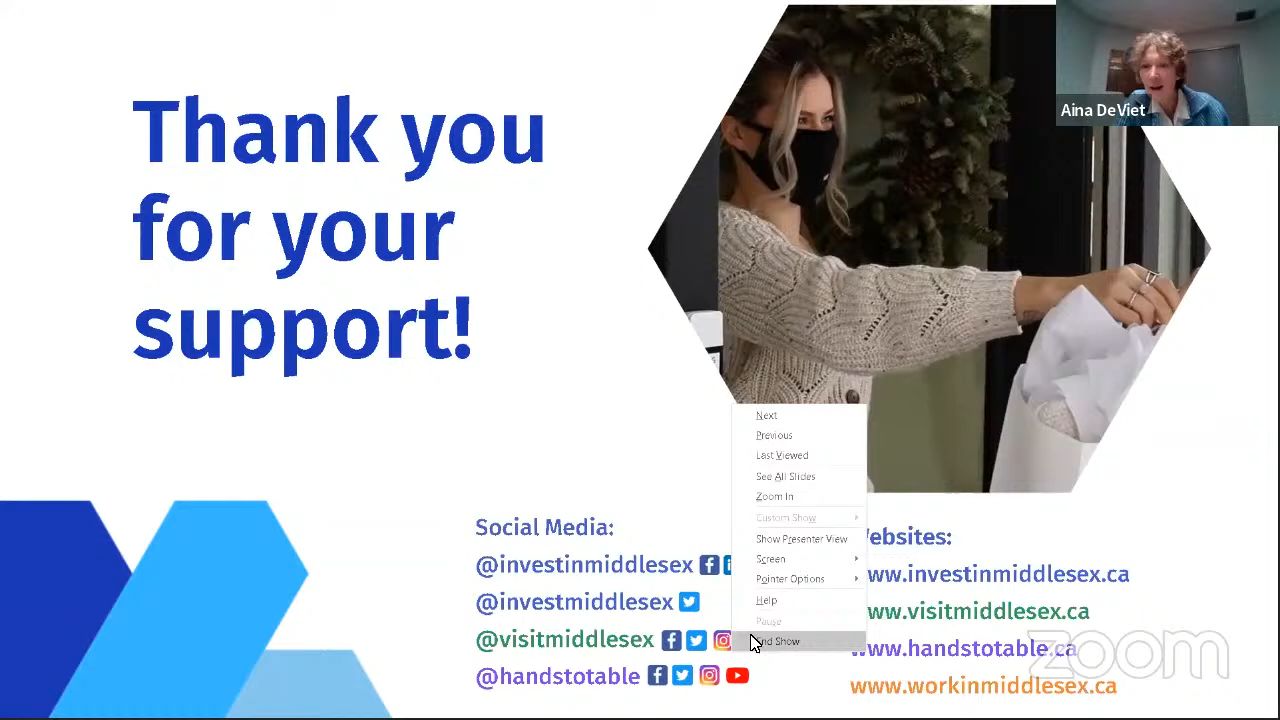 Aina DeViet
Thank you
for your
support!
Next
Previous
Last Viewed
See All Slides
Zoom In
Custom Show
Show Presenter View
Screen
Pointer Options
Help
Pause
End Show
Social Media:
@investinmiddlesex
@investmiddlesex
@visitmiddlesex
@handstotable
Websites:
www.investinmiddlesex.ca
www.visitmiddlesex.ca
www.handstotable.ca
www.workinmiddlesex.ca
zoom